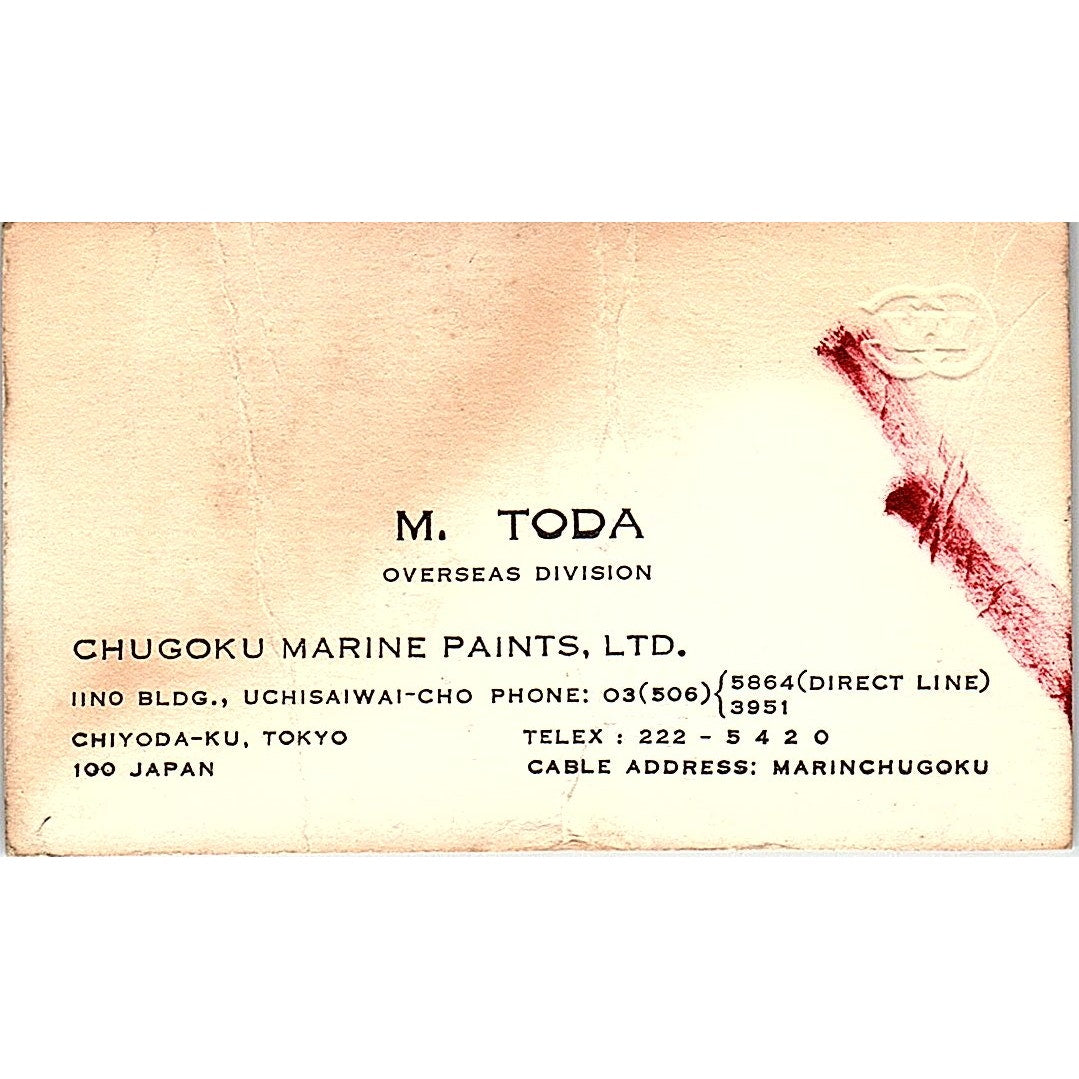 M. TODA
OVERSEAS DIVISION
CHUGOKU MARINE PAINTS, LTD.
IINO BLDG., UCHISAIWAI-CHO PHONE: 03(506){5864(DIRECT LINE)
3951
CHIYODA-KU, TOKYO TELEX : 222 - 5 4 2 0
100 JAPAN CABLE ADDRESS: MARINCHUGOKU